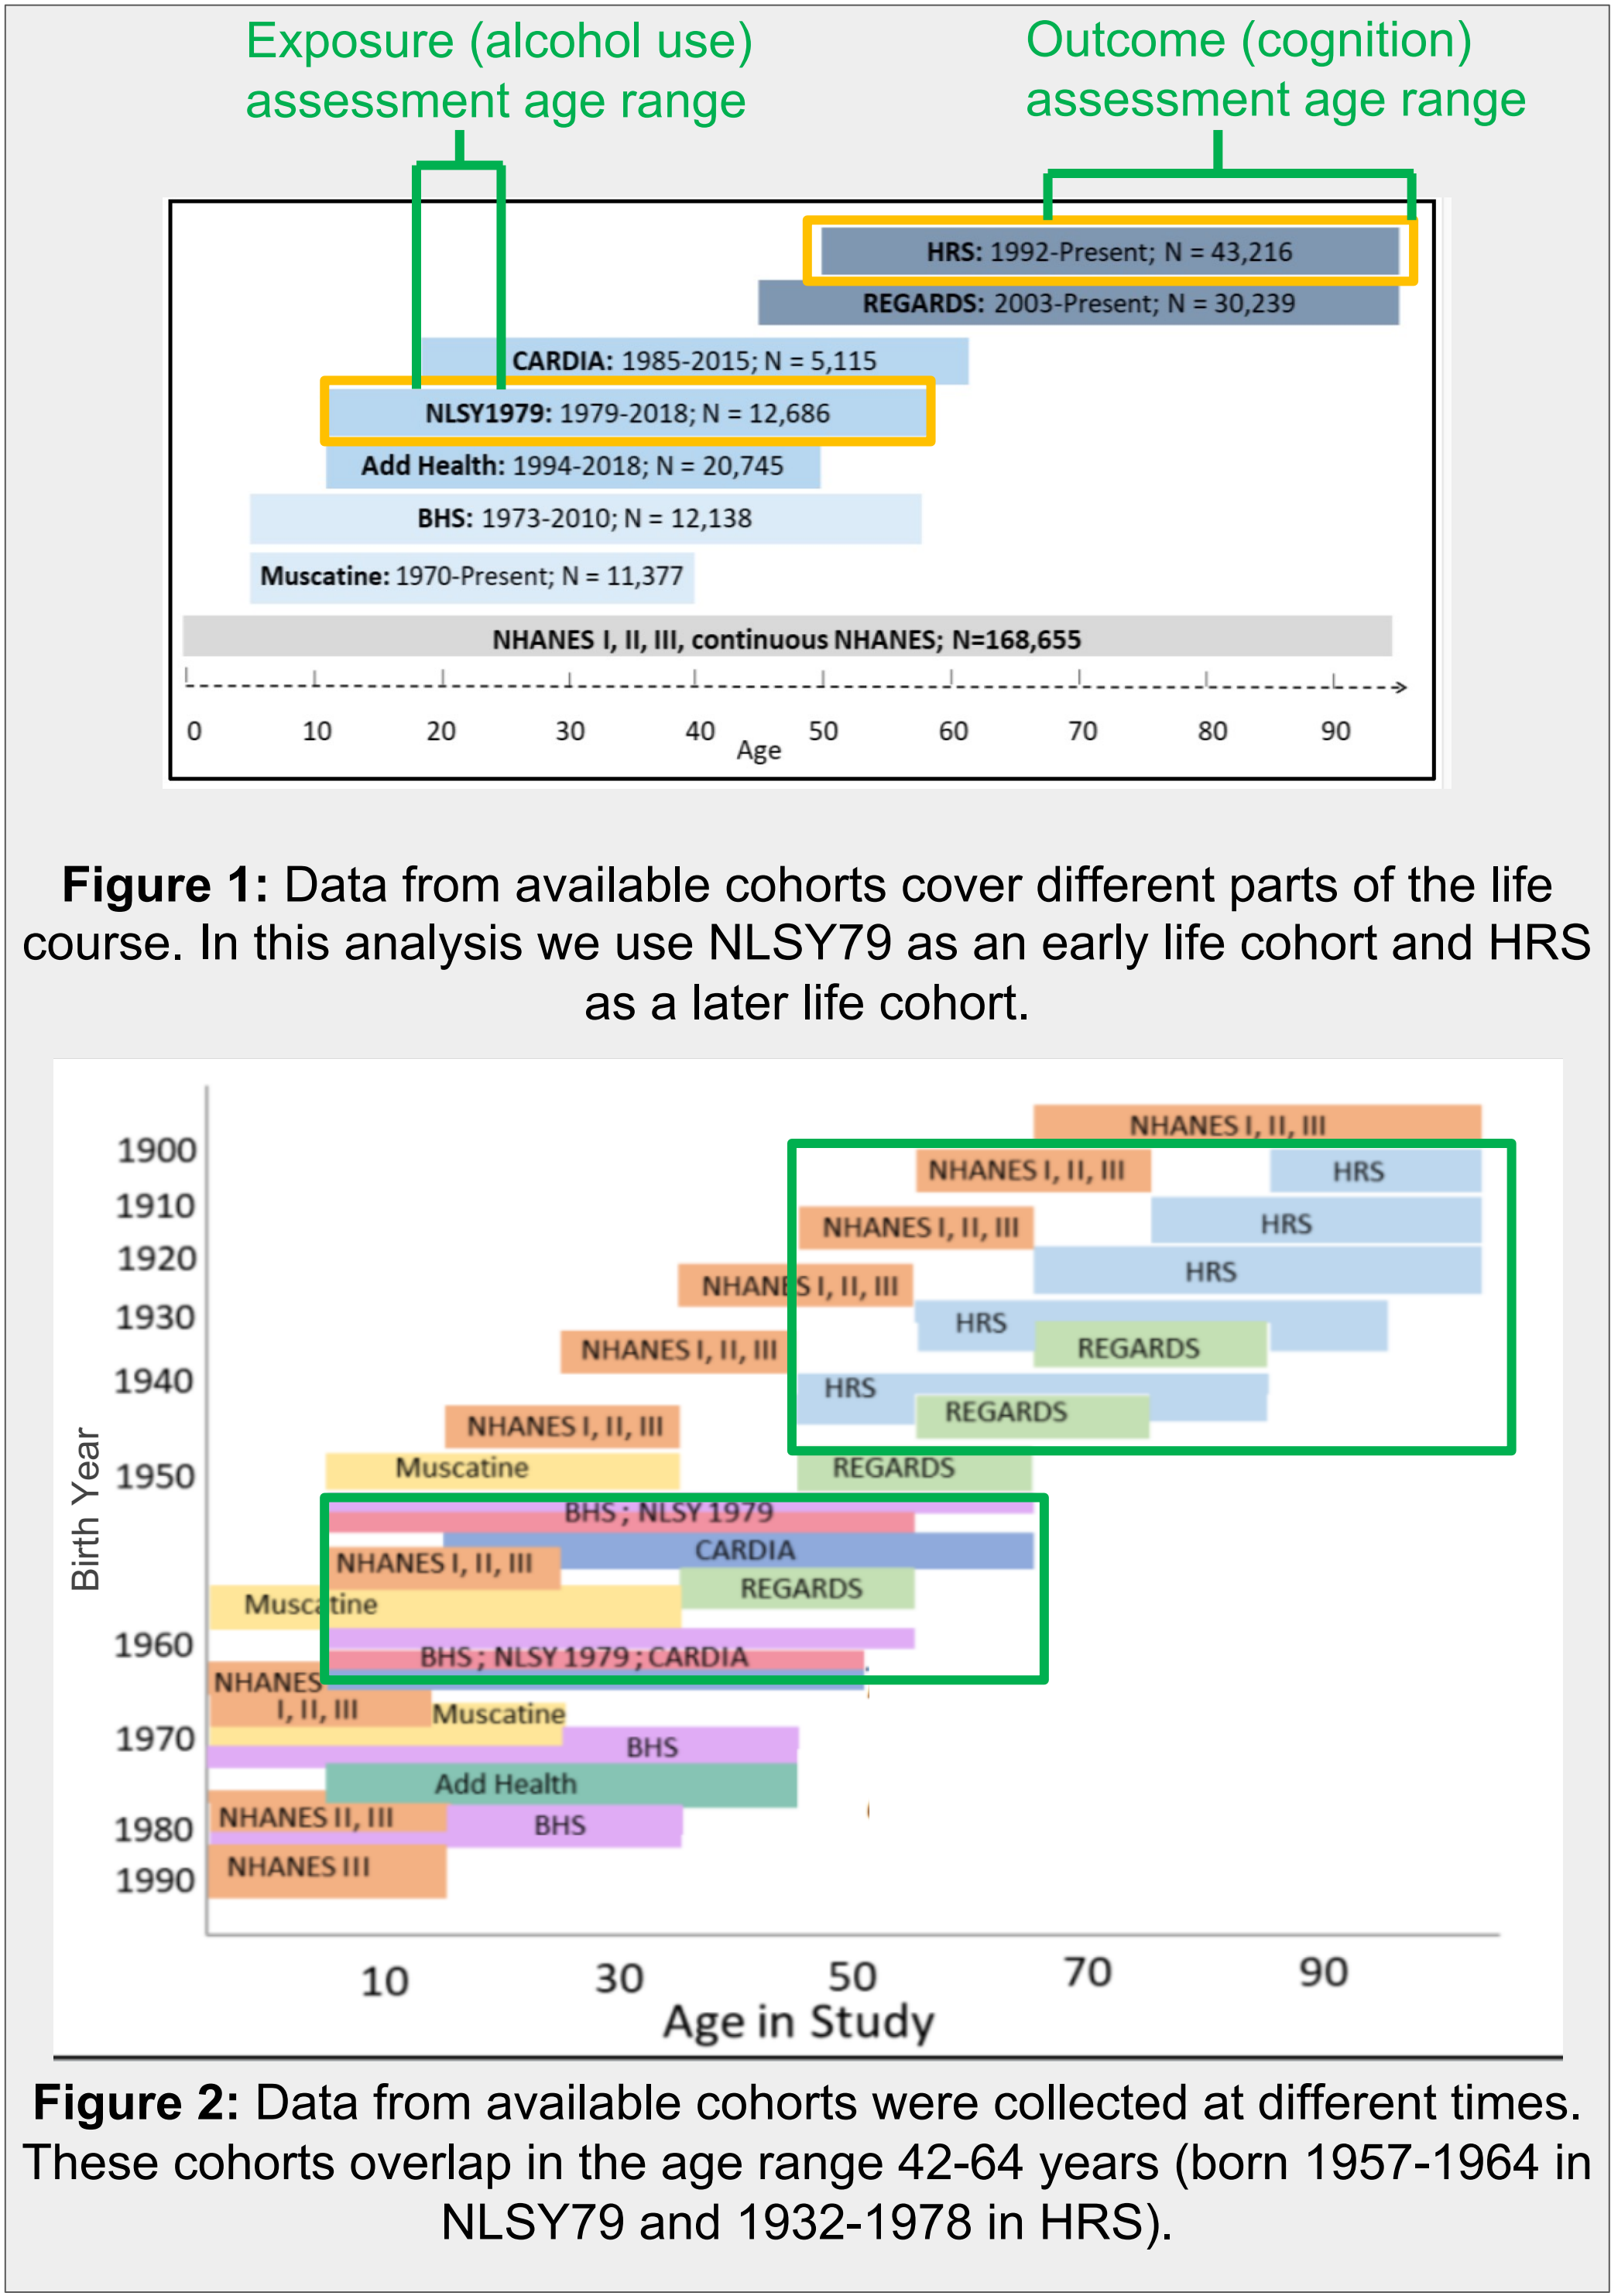 Exposure (alcohol use)
assessment age range
Outcome (cognition)
assessment age range
HRS: 1992-Present; N = 43,216
REGARDS: 2003-Present; N = 30,239
CARDIA: 1985-2015; N = 5,115
NLSY1979: 1979-2018; N = 12,686
Add Health: 1994-2018; N = 20,745
BHS: 1973-2010; N = 12,138
Muscatine: 1970-Present; N = 11,377
NHANES I, II, III, continuous NHANES; N=168,655
0 10 20 30 40 50 60 70 80 90
Age
Figure 1: Data from available cohorts cover different parts of the life
course. In this analysis we use NLSY79 as an early life cohort and HRS
as a later life cohort.
NHANES I, II, III
1900
NHANES I, II, III
HRS
1910
NHANES I, II, III
HRS
1920
NHANES I, II, III
HRS
1930
HRS
NHANES I, II, III
REGARDS
1940
HRS
NHANES I, II, III
REGARDS
1950
Muscatine
REGARDS
BHS ; NLSY 1979
CARDIA
NHANES I, II, III
REGARDS
Muscatine
Birth Year
1960
BHS ; NLSY 1979 ; CARDIA
NHANES
I, II, III
Muscatine
1970
BHS
Add Health
NHANES II, III
1980
BHS
NHANES III
1990
10 30 50 70 90
Age in Study
Figure 2: Data from available cohorts were collected at different times.
These cohorts overlap in the age range 42-64 years (born 1957-1964 in
NLSY79 and 1932-1978 in HRS).